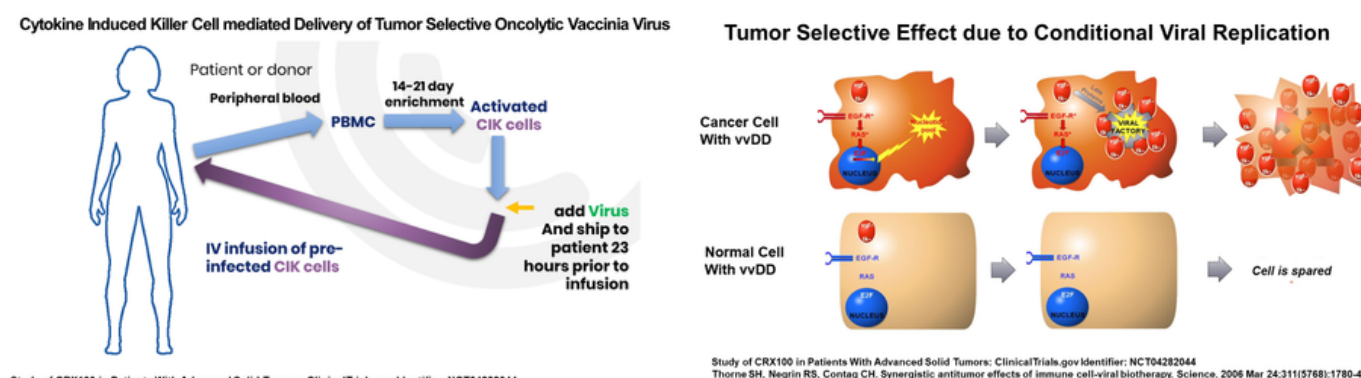 Cytokine Induced Killer Cell mediated Delivery of Tumor Selective Oncolytic Vaccinia Virus
Patient or donor
Peripheral blood
PBMC
14-21 day
enrichment
Activated
CIK cells
add Virus
And ship to
patient 23
hours prior to
infusion
IV infusion of pre-
infected CIK cells
Tumor Selective Effect due to Conditional Viral Replication
Cancer Cell
With vvDD
EGF-R*
RAS*
NUCLEUS
EGF-R*
RAS*
NUCLEUS
VIRAL
FACTORY
Normal Cell
With vvDD
EGF-R
RAS
E2F
NUCLEUS
EGF-R
RAS
E2F
NUCLEUS
Cell is spared
Study of CRX100 in Patients With Advanced Solid Tumors: ClinicalTrials.gov Identifier: NCT04282044
Thorne SH, Negrin RS, Contag CH. Synergistic antitumor effects of immune cell-viral biotherapy. Science. 2006 Mar 24:311(5768):1780-4